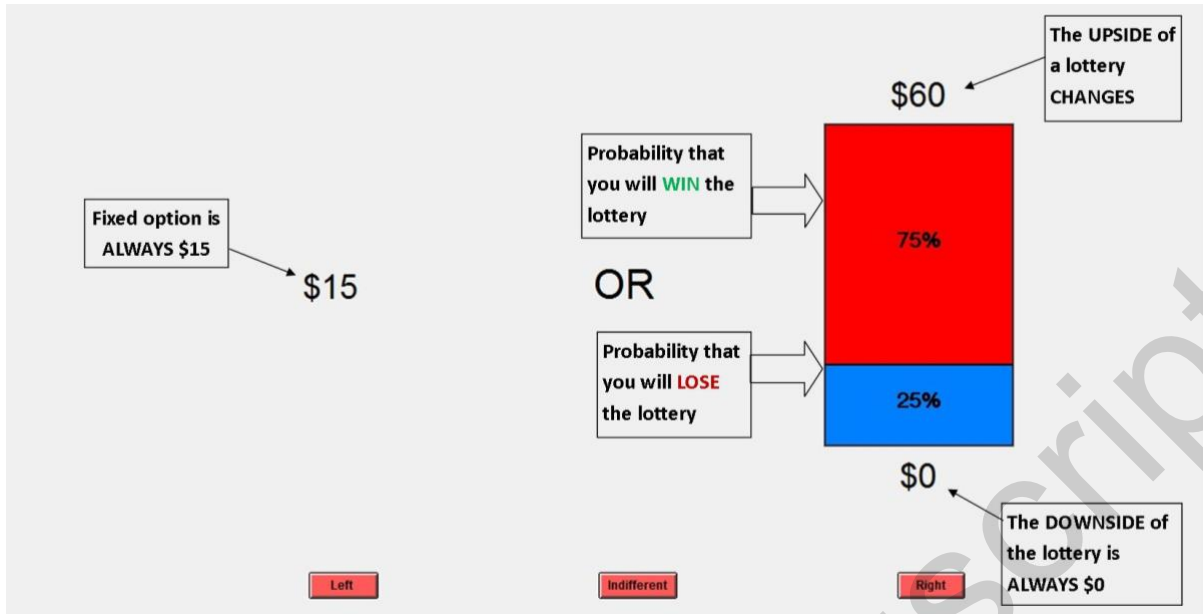 The UPSIDE of
a lottery
CHANGES
$60
Probability that
you will WIN the
lottery
75%
Fixed option is
ALWAYS $15
$15
OR
Probability that
you will LOSE
the lottery
25%
$0
The DOWNSIDE of
the lottery is
ALWAYS $0
Left
Indifferent
Right
script